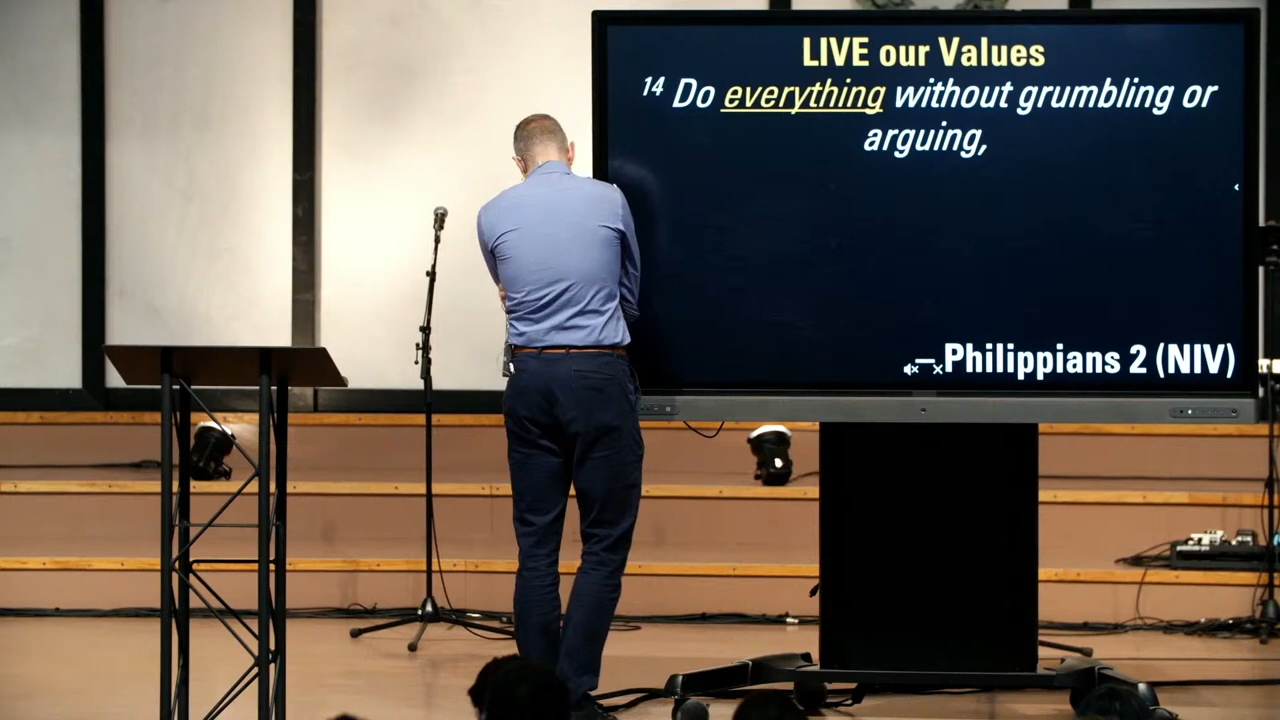 LIVE our Values
14 Do everything without grumbling or
arguing,
Philippians 2 (NIV)